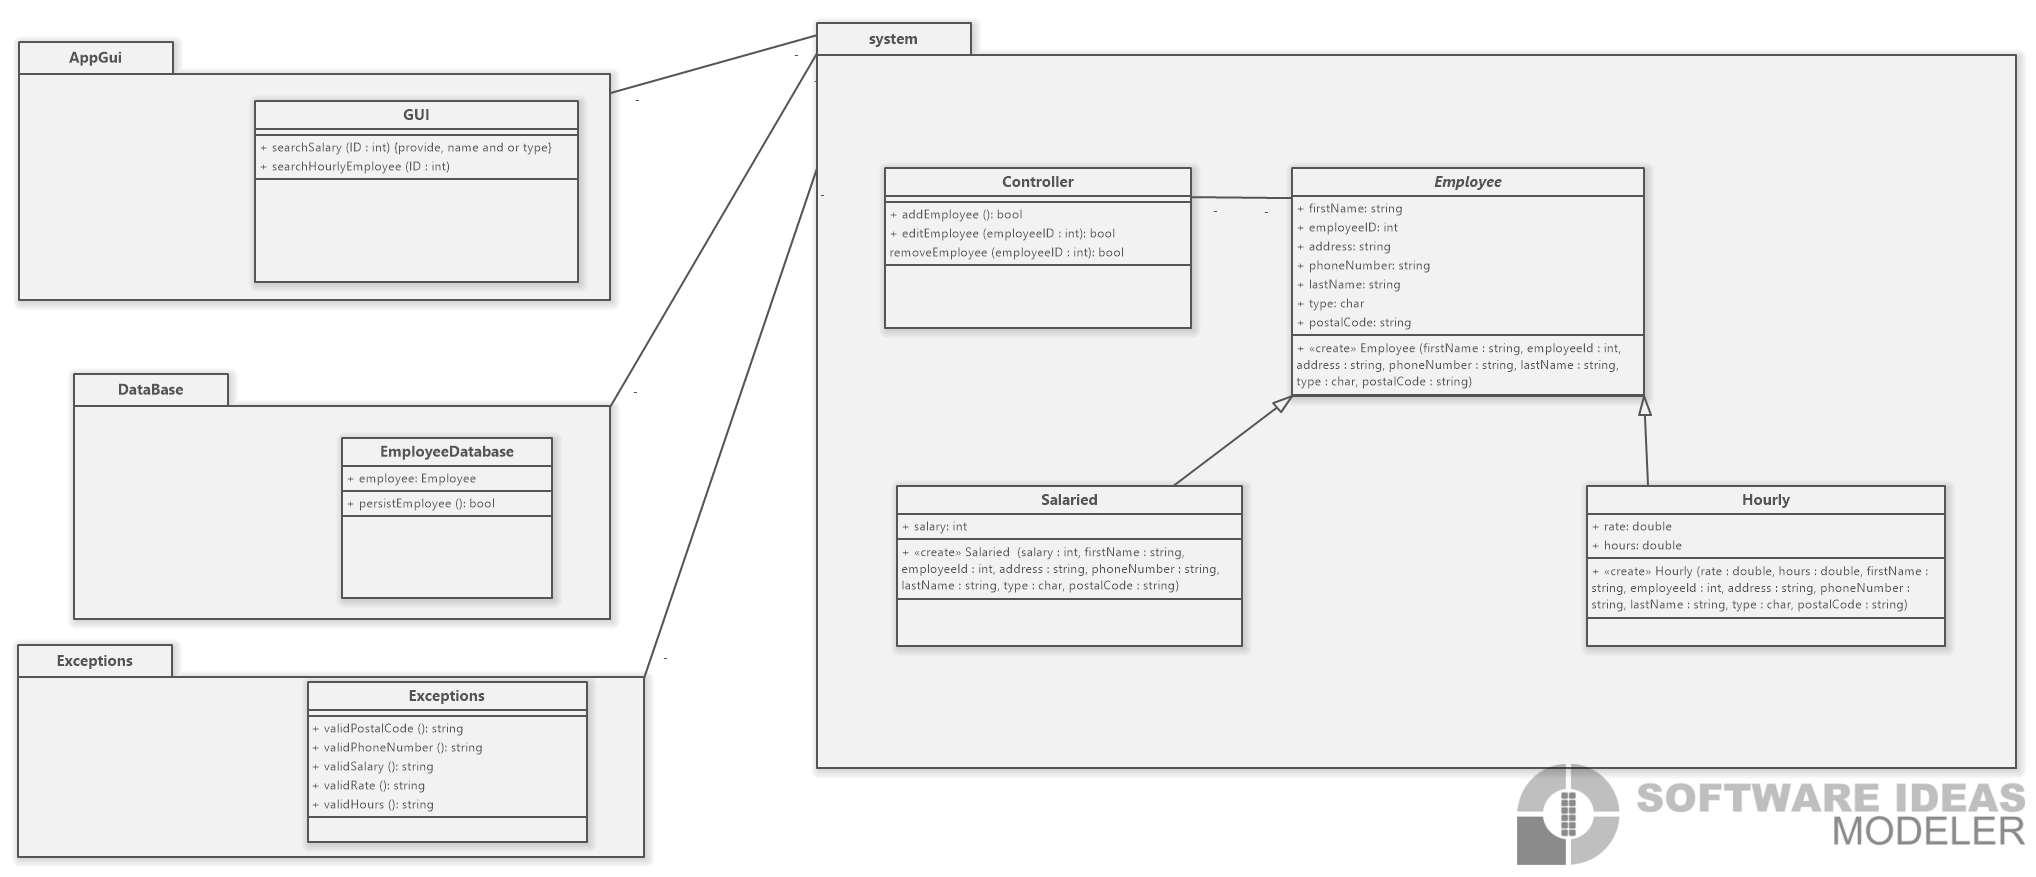 AppGui
GUI
+ searchSalary (ID : int) {provide, name and or type}
+ searchHourlyEmployee (ID : int)
DataBase
EmployeeDatabase
+ employee: Employee
+ persistEmployee (): bool
Exceptions
Exceptions
+ validPostalCode (): string
+ validPhoneNumber (): string
+ validSalary (): string
+ validRate (): string
+ validHours (): string
system
Controller
+ addEmployee (): bool
+ editEmployee (employeeID : int): bool
removeEmployee (employeeID : int): bool
Employee
+ firstName: string
+ employeeID: int
+ address: string
+ phoneNumber: string
+ lastName: string
+ type: char
+ postalCode: string
+ «create» Employee (firstName : string, employeeId : int,
address : string, phoneNumber : string, lastName : string,
type : char, postalCode : string)
Salaried
+ salary: int
+ «create» Salaried (salary : int, firstName : string,
employeeId : int, address : string, phoneNumber : string,
lastName : string, type : char, postalCode : string)
Hourly
+ rate: double
+ hours: double
+ «create» Hourly (rate : double, hours : double, firstName :
string, employeeId : int, address : string, phoneNumber :
string, lastName : string, type : char, postalCode : string)
SOFTWARE IDEAS
MODELER